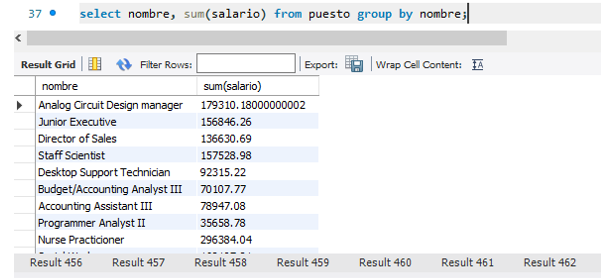 37 select nombre, sum(salario) from puesto group by nombre;
Result Grid Filter Rows: Export: Wrap Cell Content:
nombre sum(salario)
Analog Circuit Design manager 179310.18000000002
Junior Executive 156846.26
Director of Sales 136630.69
Staff Scientist 157528.98
Desktop Support Technician 92315.22
Budget/Accounting Analyst III 70107.77
Accounting Assistant III 78947.08
Programmer Analyst II 35658.78
Nurse Practicioner 296384.04
Result 456 Result 457 Result 458 Result 459 Result 460 Result 461 Result 462